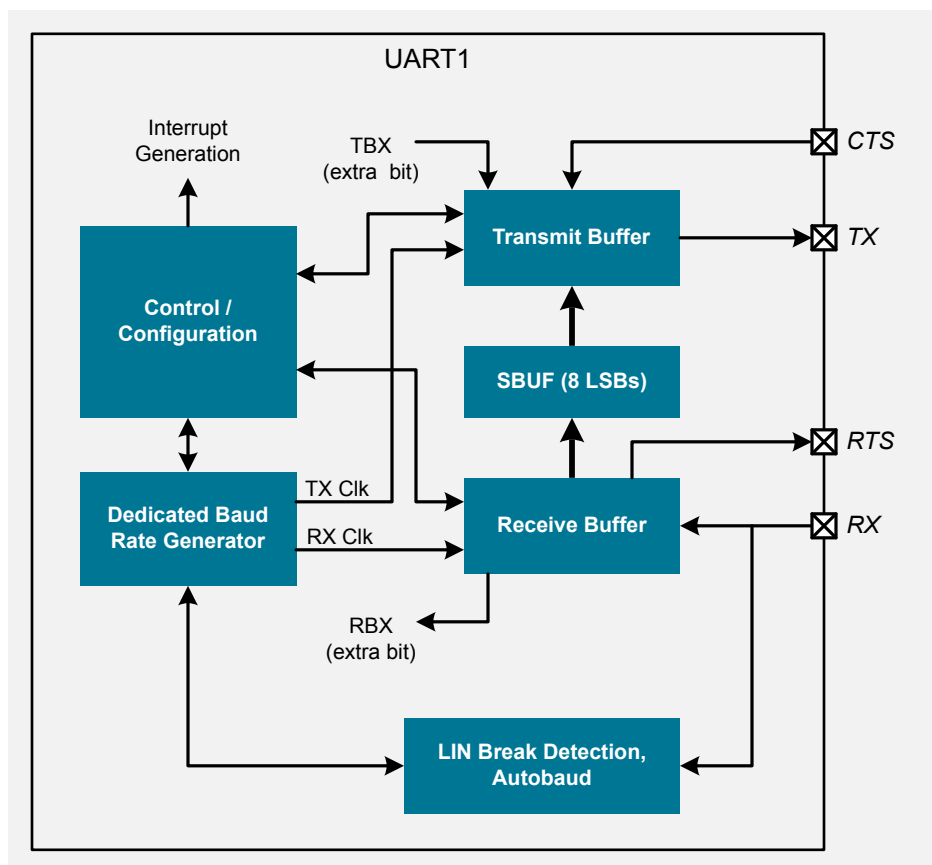 UART1
Interrupt
Generation
TBX
(extra bit)
CTS
Transmit Buffer
TX
Control /
Configuration
SBUF (8 LSBs)
RTS
TX Clk
Dedicated Baud
Rate Generator
RX Clk
Receive Buffer
RX
RBX
(extra bit)
LIN Break Detection,
Autobaud